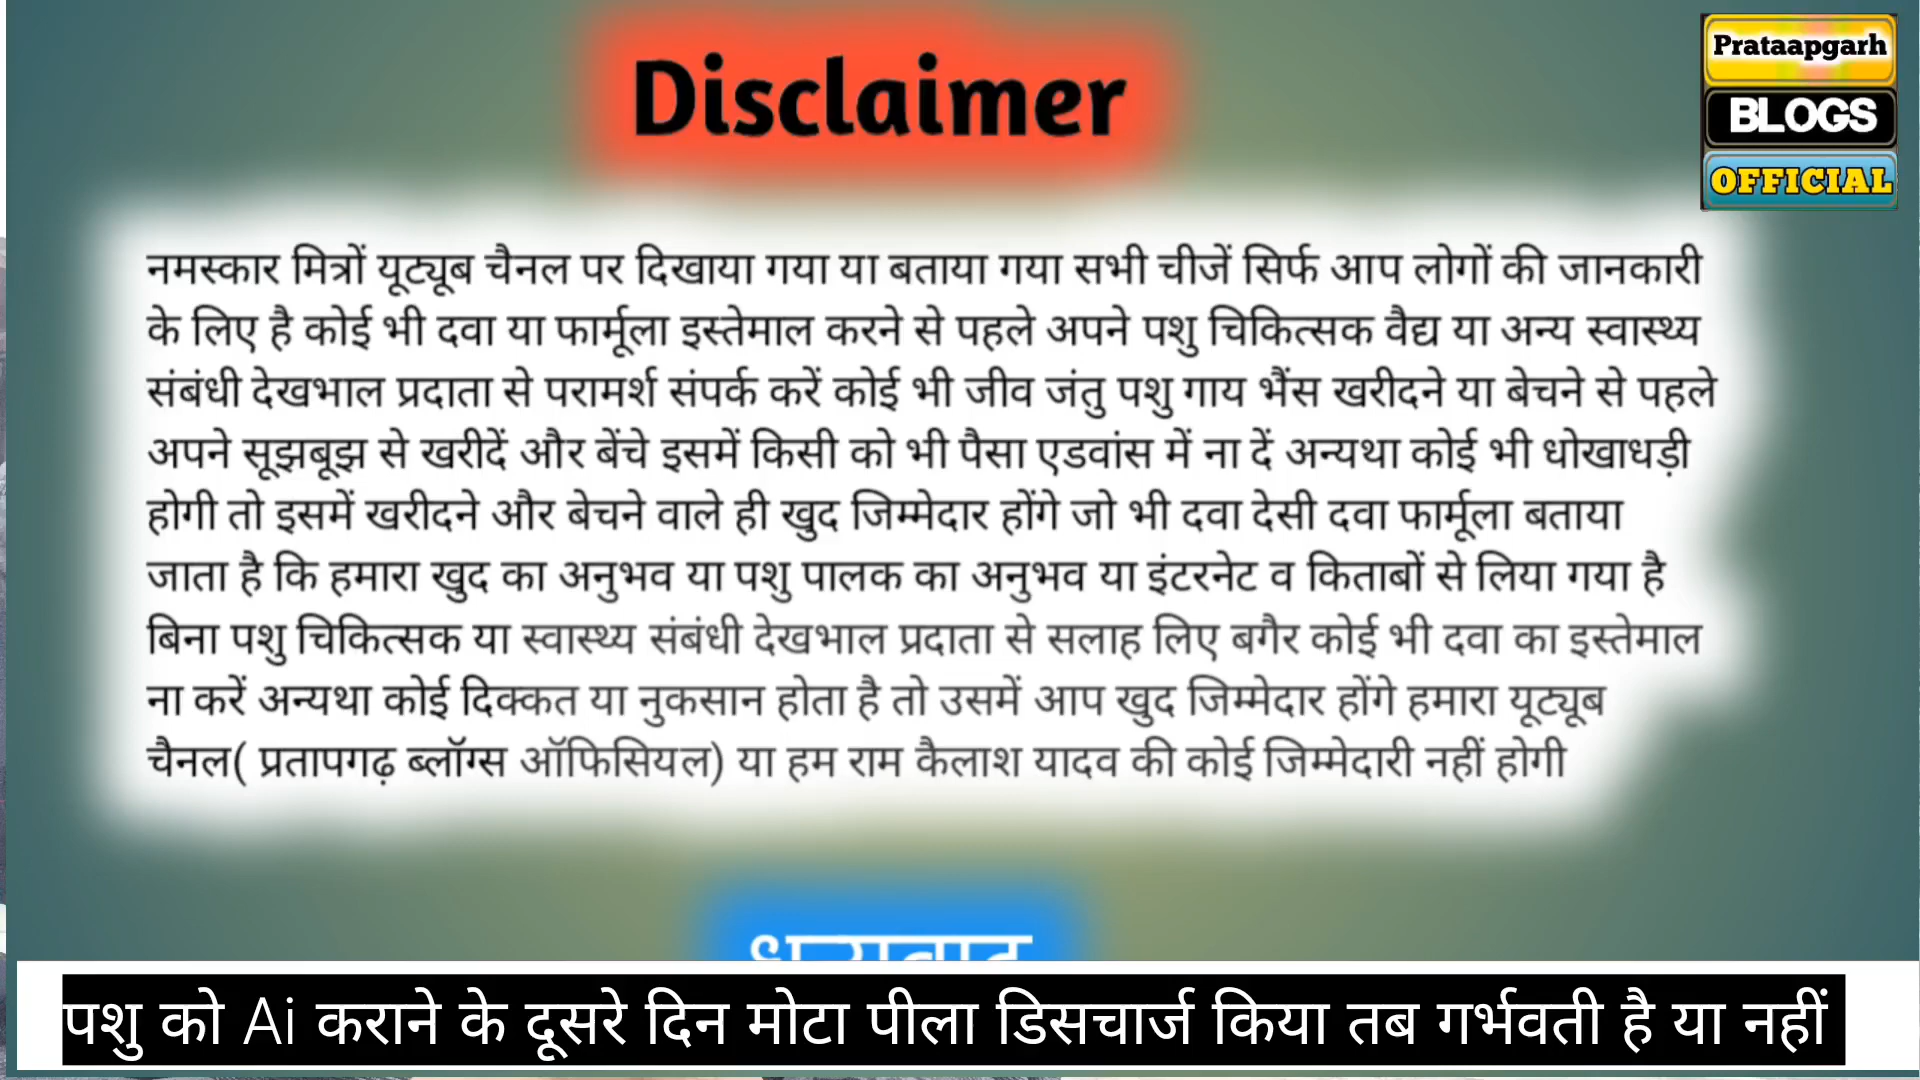 Disclaimer
Prataapgarh
BLOGS
OFFICIAL
नमस्कार मित्रों यूट्यूब चैनल पर दिखाया गया या बताया गया सभी चीजें सिर्फ आप लोगों की जानकारी
के लिए है कोई भी दवा या फार्मूला इस्तेमाल करने से पहले अपने पशु चिकित्सक वैद्य या अन्य स्वास्थ्य
संबंधी देखभाल प्रदाता से परामर्श संपर्क करें कोई भी जीव जंतु पशु गाय भैंस खरीदने या बेचने से पहले
अपने सूझबूझ से खरीदें और बेंचे इसमें किसी को भी पैसा एडवांस में ना दें अन्यथा कोई भी धोखाधड़ी
होगी तो इसमें खरीदने और बेचने वाले ही खुद जिम्मेदार होंगे जो भी दवा देसी दवा फार्मूला बताया
जाता है कि हमारा खुद का अनुभव या पशु पालक का अनुभव या इंटरनेट व किताबों से लिया गया है
बिना पशु चिकित्सक या स्वास्थ्य संबंधी देखभाल प्रदाता से सलाह लिए बगैर कोई भी दवा का इस्तेमाल
ना करें अन्यथा कोई दिक्कत या नुकसान होता है तो उसमें आप खुद जिम्मेदार होंगे हमारा यूट्यूब
चैनल( प्रतापगढ़ ब्लॉग्स ऑफिसियल) या हम राम कैलाश यादव की कोई जिम्मेदारी नहीं होगी
धन्यवाद
पशु को Ai कराने के दूसरे दिन मोटा पीला डिसचार्ज किया तब गर्भवती है या नहीं